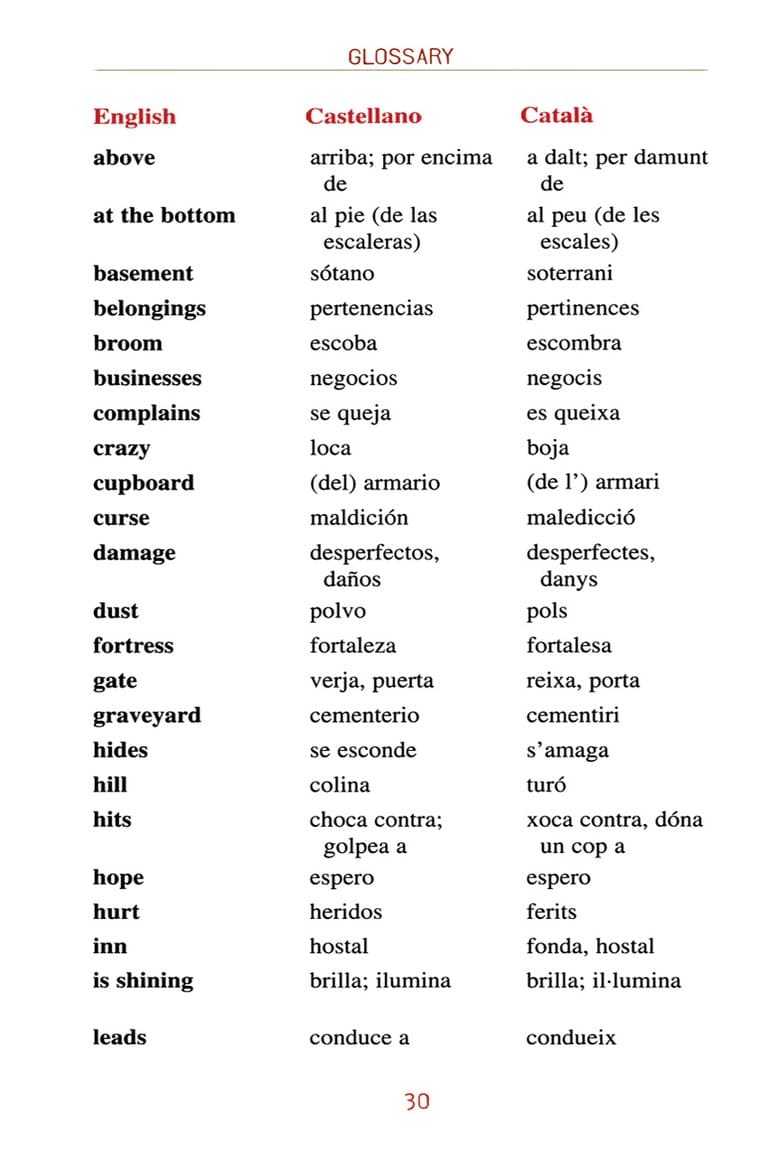 GLOSSARY
English Castellano Català
above arriba; por encima a dalt; per damunt
de de
at the bottom al pie (de las al peu (de les
escaleras) escales)
basement sótano soterrani
belongings pertenencias pertinences
broom escoba escombra
businesses negocios negocis
complains se queja es queixa
crazy loca boja
cupboard (del) armario (de l’) armari
curse maldición maledicció
damage desperfectos, desperfectes,
daños danys
dust polvo pols
fortress fortaleza fortalesa
gate verja, puerta reixa, porta
graveyard cementerio cementiri
hides se esconde s’amaga
hill colina turó
hits choca contra; xoca contra, dóna
golpea a un cop a
hope espero espero
hurt heridos ferits
inn hostal fonda, hostal
is shining brilla; ilumina brilla; il·lumina
leads conduce a condueix
30